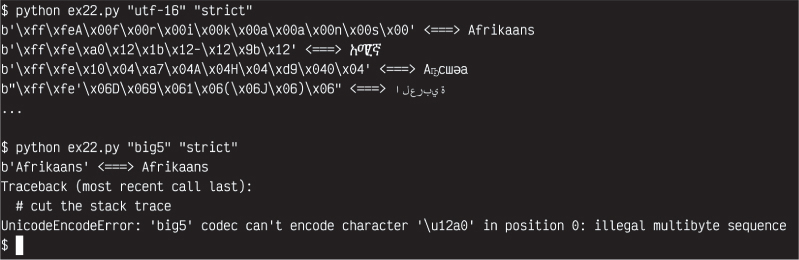 $ python ex22.py "utf-16" "strict"
b'\xff\xfeA\x00f\x00r\x00i\x00k\x00a\x00a\x00n\x00s\x00' <===> Afrikaans
b'\xff\xfe\xa0\x12\x1b\x12-\x12\x9b\x12' <===> አማርኛ
b'\xff\xfe\x10\x04\xa7\x04A\x04H\x04\xd9\x040\x04' <===> Аҧсшәа
b"\xff\xfe'\x06D\x069\x061\x06(\x06J\x06)\x06" <===> العربية
...
$ python ex22.py "big5" "strict"
b'Afrikaans' <===> Afrikaans
Traceback (most recent call last):
  # cut the stack trace
UnicodeEncodeError: 'big5' codec can't encode character '\u12a0' in position 0: illegal multibyte sequence
$